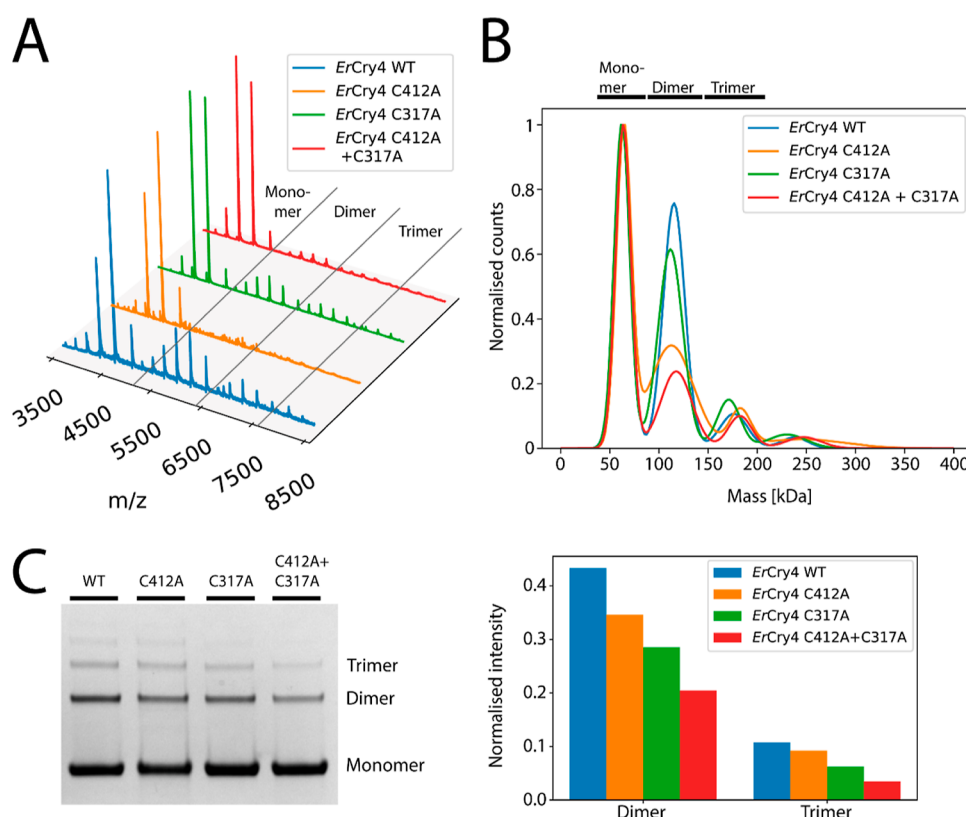 A
ErCry4 WT
ErCry4 C412A
ErCry4 C317A
ErCry4 C412A
+C317A
Mono-
mer
Dimer
Trimer
3500
4500
5500
6500
7500
8500
m/z
B
Mono-
mer
Dimer
Trimer
ErCry4 WT
ErCry4 C412A
ErCry4 C317A
ErCry4 C412A + C317A
Normalised counts
1
0.8
0.6
0.4
0.2
0
0 50 100 150 200 250 300 350 400
Mass [kDa]
C
WT
C412A
C317A
C412A+
C317A
Trimer
Dimer
Monomer
Normalised intensity
0.4
0.3
0.2
0.1
0.0
ErCry4 WT
ErCry4 C412A
ErCry4 C317A
ErCry4 C412A+C317A
Dimer
Trimer